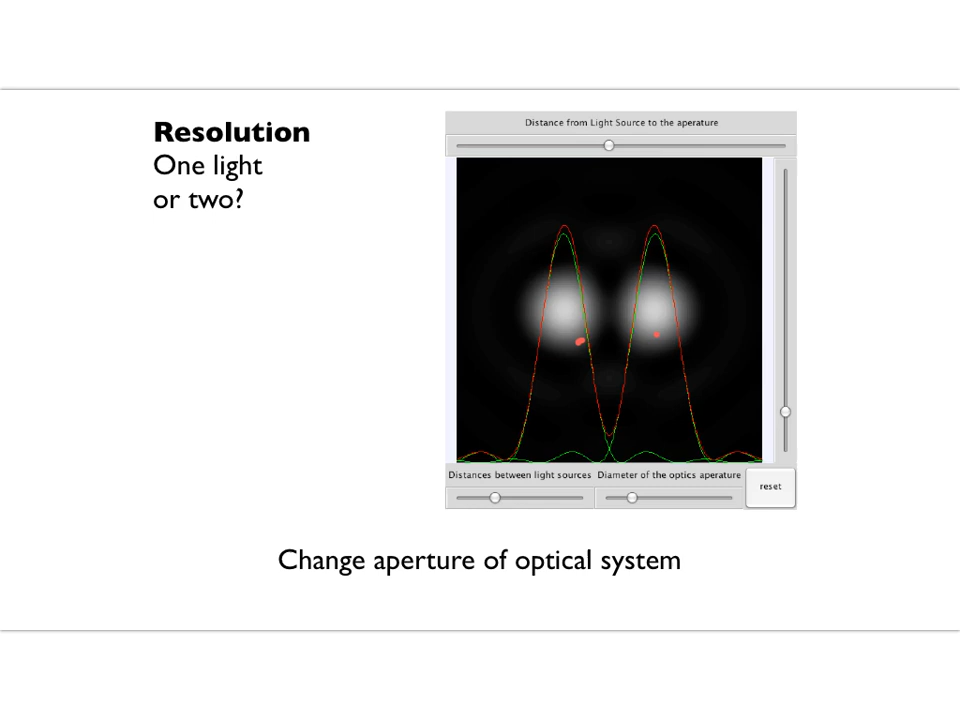 Resolution
One light
or two?
Distance from Light Source to the aperature
Distances between light sources
Diameter of the optics aperature
reset
Change aperture of optical system